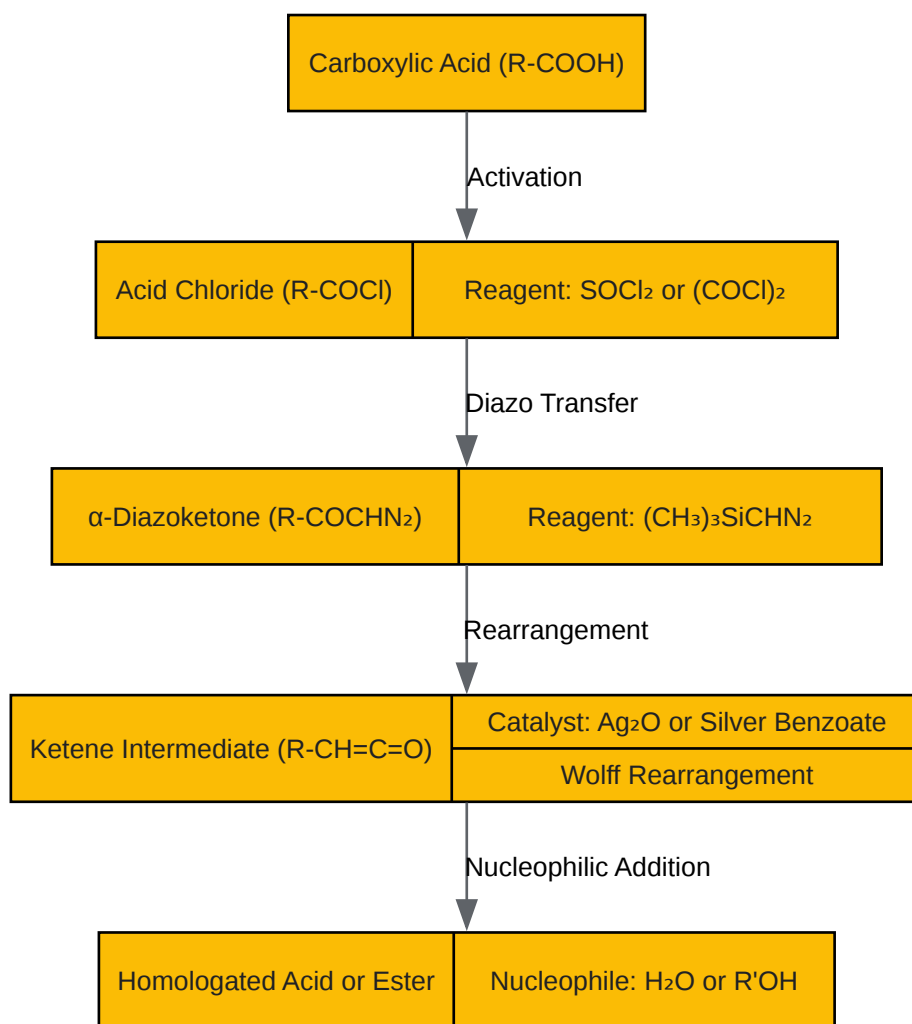 Carboxylic Acid (R-COOH)
Activation
Acid Chloride (R-COCl)
Reagent: SOCl₂ or (COCl)₂
Diazo Transfer
α-Diazoketone (R-COCHN₂)
Reagent: (CH₃)₃SiCHN₂
Rearrangement
Ketene Intermediate (R-CH=C=O)
Catalyst: Ag₂O or Silver Benzoate
Wolff Rearrangement
Nucleophilic Addition
Homologated Acid or Ester
Nucleophile: H₂O or R'OH